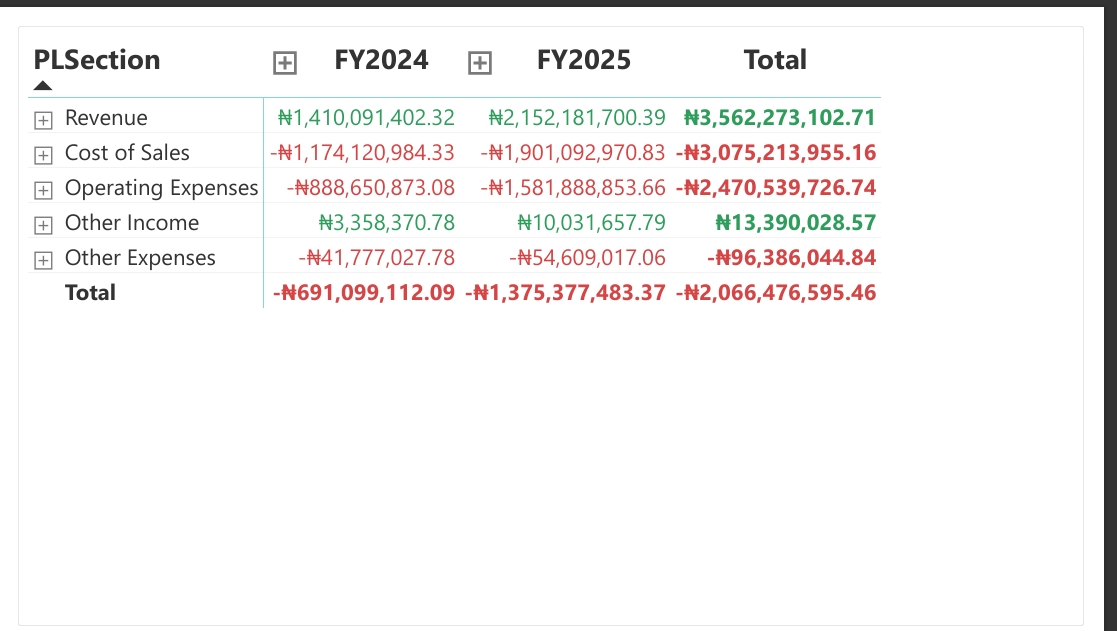 PLSection FY2024 FY2025 Total
Revenue ₦1,410,091,402.32 ₦2,152,181,700.39 ₦3,562,273,102.71
Cost of Sales -₦1,174,120,984.33 -₦1,901,092,970.83 -₦3,075,213,955.16
Operating Expenses -₦888,650,873.08 -₦1,581,888,853.66 -₦2,470,539,726.74
Other Income ₦3,358,370.78 ₦10,031,657.79 ₦13,390,028.57
Other Expenses -₦41,777,027.78 -₦54,609,017.06 -₦96,386,044.84
Total -₦691,099,112.09 -₦1,375,377,483.37 -₦2,066,476,595.46